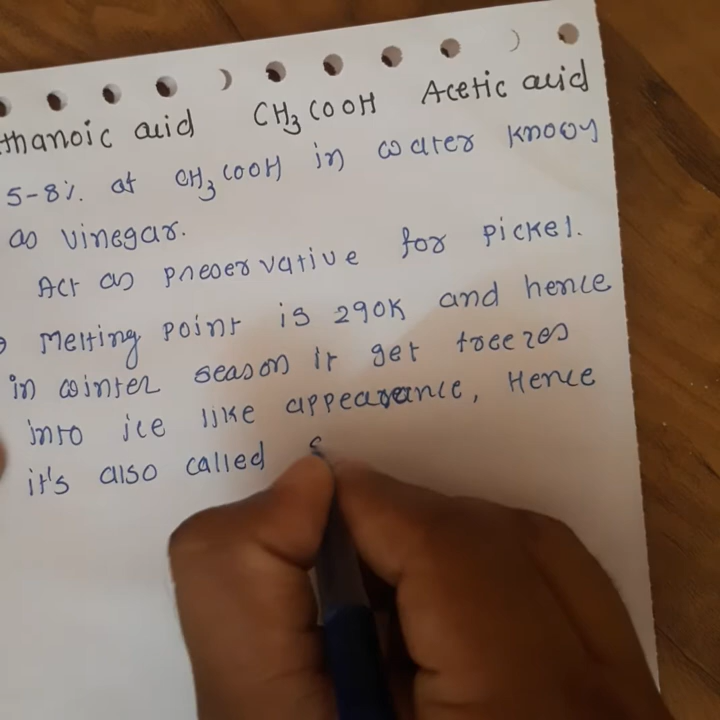 thanoic acid CH3COOH Acetic acid
5-8% of CH3COOH in water know
as vinegar.
Act as preservative for pickel.
Melting point is 290K and hence
in winter season it get freezes
into ice like appearance, Hence
it's also called